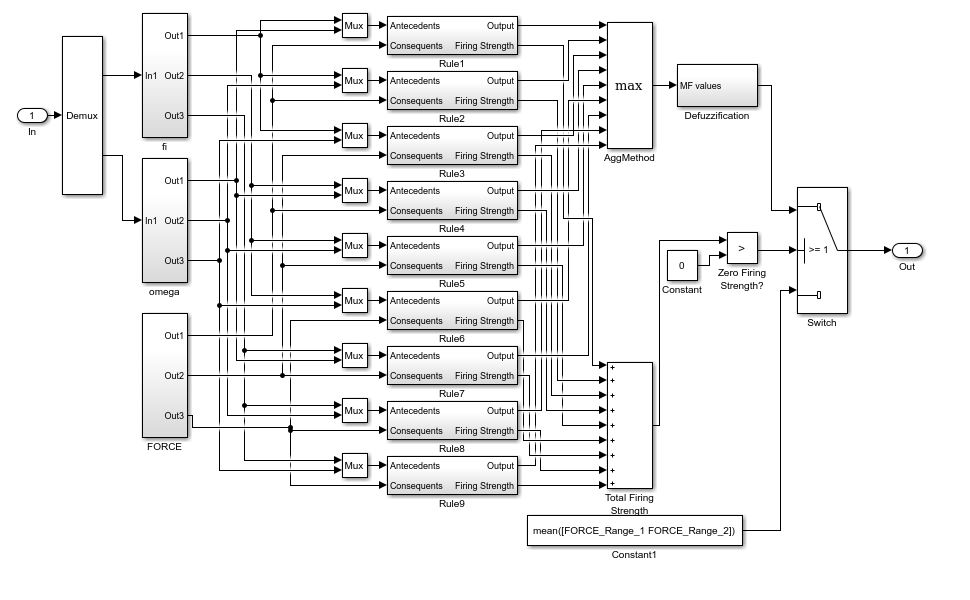 1
In
Demux
In1
Out1
Out2
Out3
fi
In1
Out1
Out2
Out3
omega
Out1
Out2
Out3
FORCE
Mux
Antecedents Output
Consequents Firing Strength
Rule1
Mux
Antecedents Output
Consequents Firing Strength
Rule2
Mux
Antecedents Output
Consequents Firing Strength
Rule3
Mux
Antecedents Output
Consequents Firing Strength
Rule4
Mux
Antecedents Output
Consequents Firing Strength
Rule5
Mux
Antecedents Output
Consequents Firing Strength
Rule6
Mux
Antecedents Output
Consequents Firing Strength
Rule7
Mux
Antecedents Output
Consequents Firing Strength
Rule8
Mux
Antecedents Output
Consequents Firing Strength
Rule9
max
AggMethod
MF values
Defuzzification
0
Constant
>
Zero Firing
Strength?
>= 1
Switch
1
Out
+
+
+
+
+
+
+
+
+
Total Firing
Strength
mean([FORCE_Range_1 FORCE_Range_2])
Constant1